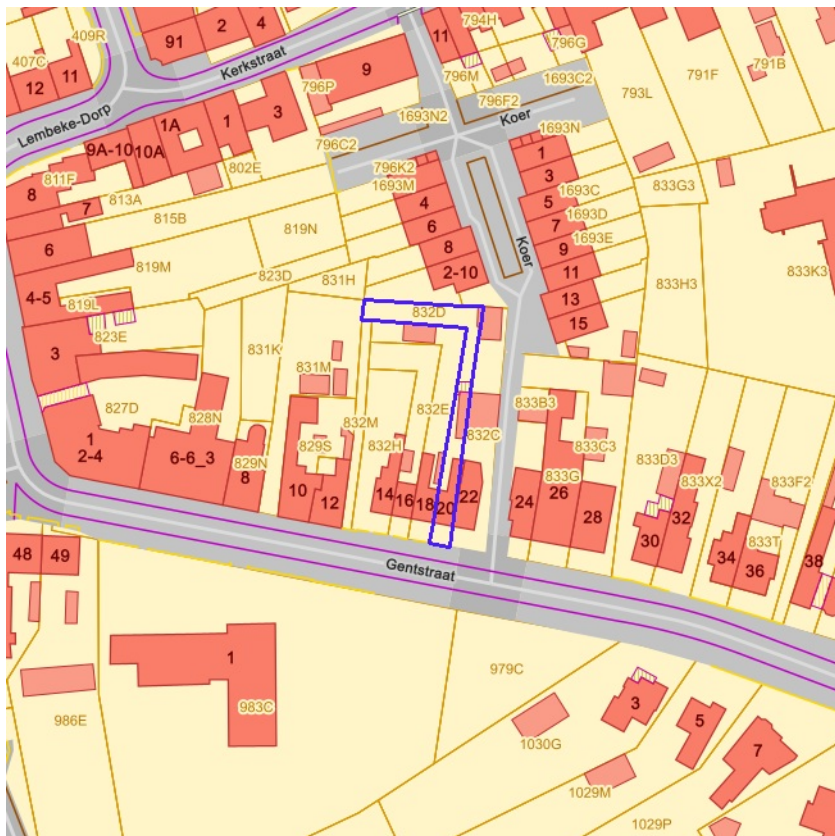 409R
407C
12
11
91
2
4
Kerkstraat
Lembeke-Dorp
794H
11
796G
796M
796P
9
796F2
1693C2
791B
791F
793L
1693N2
Koer
1693N
796C2
796K2
1693M
1A
1
3
9A-10
10A
802E
811F
8
7
813A
815B
819N
6
819M
4-5
819L
823D
831H
823E
3
4
6
8
2-10
1
3
1693C
5
1693D
7
1693E
9
11
13
15
Koer
833G3
833H3
833K3
832D
831K
831M
827D
828N
1
2-4
6-6_3
829N
8
829S
10
12
832M
832H
832E
832C
14
16
18
20
22
833B3
833C3
833G
24
26
28
833D3
833X2
833F2
30
32
34
833T
36
38
48
49
Gentstraat
1
983C
986E
979C
1030G
3
5
7
1029M
1029P